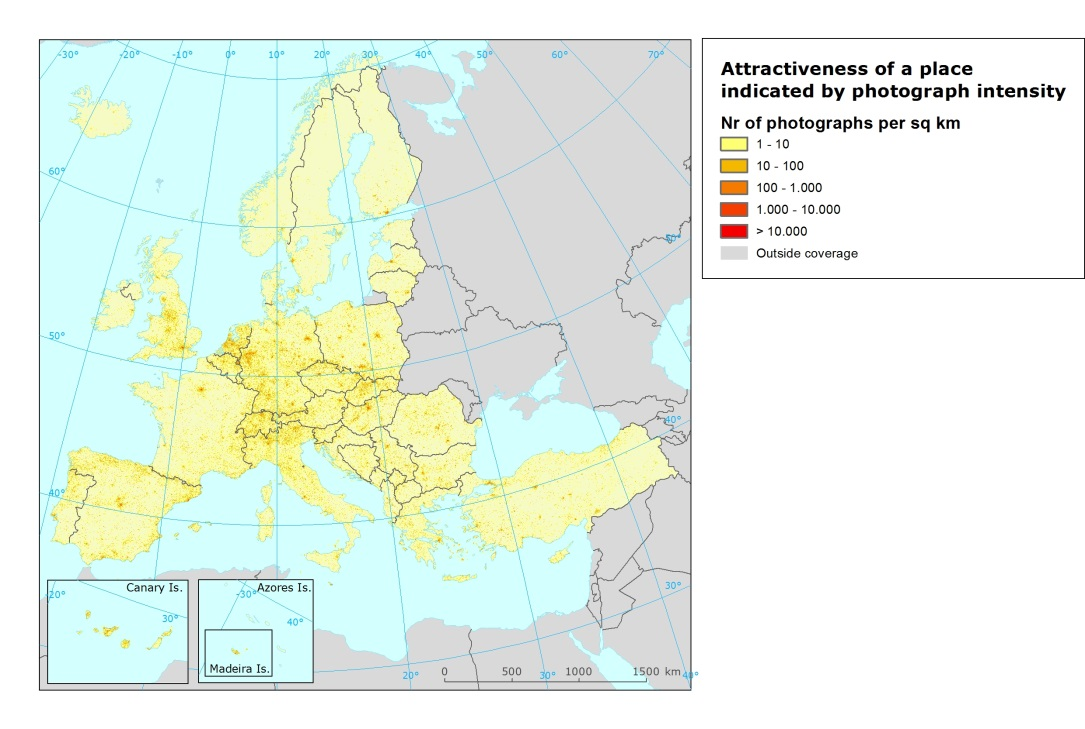 -30° -20° -10° 0° 10° 20° 30° 40° 50° 60° 70°
60°
50°
50°
40°
40°
30°
Canary Is.
20°
30°
Azores Is.
-30°
40°
Madeira Is.
0 500 1000 1500 km
20° 30° 40°
Attractiveness of a place
indicated by photograph intensity
Nr of photographs per sq km
1 - 10
10 - 100
100 - 1.000
1.000 - 10.000
> 10.000
Outside coverage